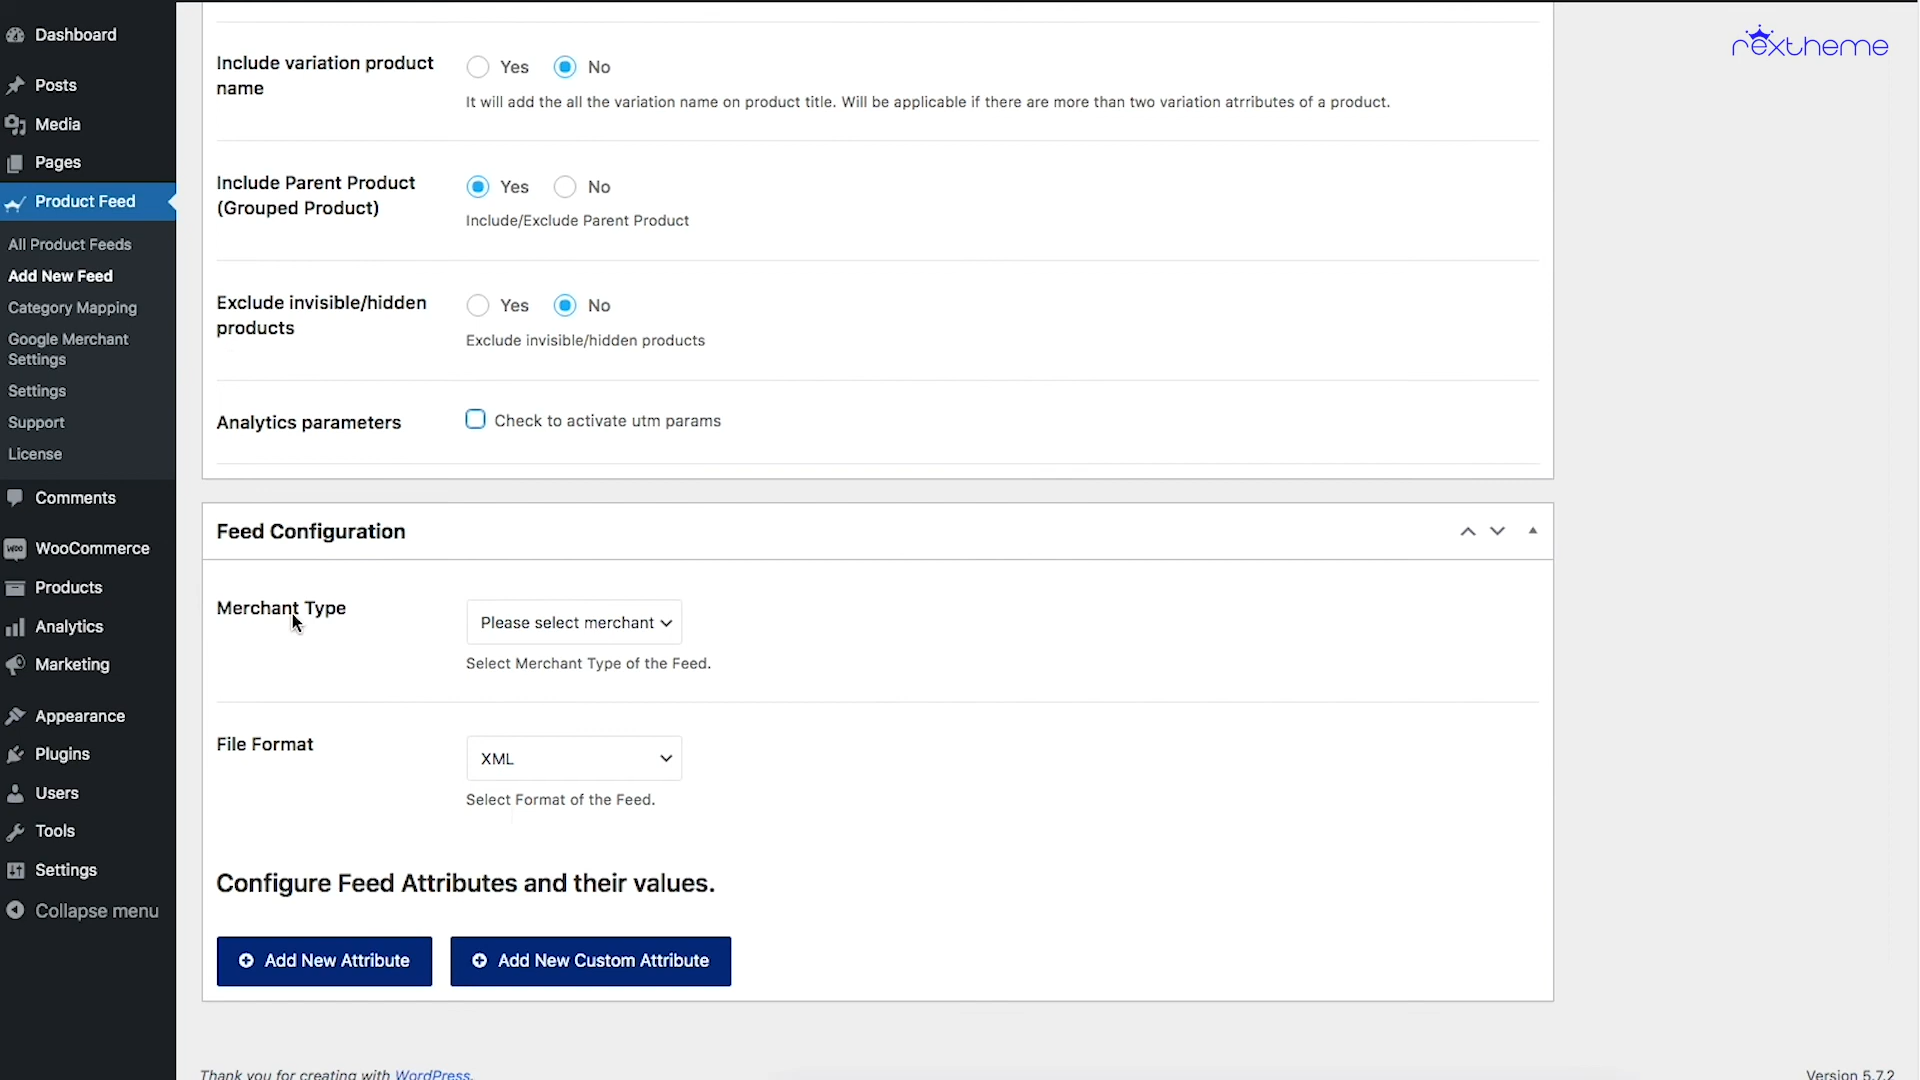 Dashboard
Posts
Media
Pages
Product Feed
All Product Feeds
Add New Feed
Category Mapping
Google Merchant
Settings
Settings
Support
License
Comments
WooCommerce
Products
Analytics
Marketing
Appearance
Plugins
Users
Tools
Settings
Collapse menu
rextheme
Include variation product
name
Yes No
It will add the all the variation name on product title. Will be applicable if there are more than two variation atrributes of a product.
Include Parent Product
(Grouped Product)
Yes No
Include/Exclude Parent Product
Exclude invisible/hidden
products
Yes No
Exclude invisible/hidden products
Analytics parameters
Check to activate utm params
Feed Configuration
Merchant Type
Please select merchant
Select Merchant Type of the Feed.
File Format
XML
Select Format of the Feed.
Configure Feed Attributes and their values.
Add New Attribute
Add New Custom Attribute
Thank you for creating with WordPress.
Version 5.7.2